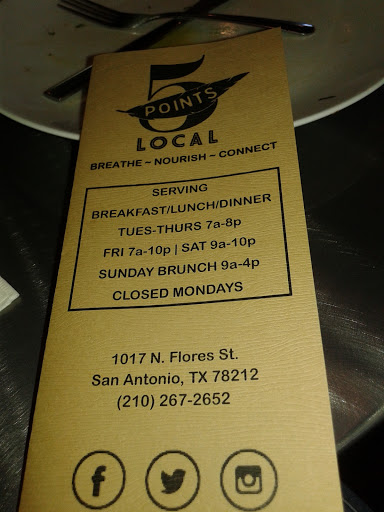 5
POINTS
LOCAL
BREATHE ~ NOURISH ~ CONNECT
SERVING
BREAKFAST/LUNCH/DINNER
TUES-THURS 7a-8p
FRI 7a-10p | SAT 9a-10p
SUNDAY BRUNCH 9a-4p
CLOSED MONDAYS
1017 N. Flores St.
San Antonio, TX 78212
(210) 267-2652